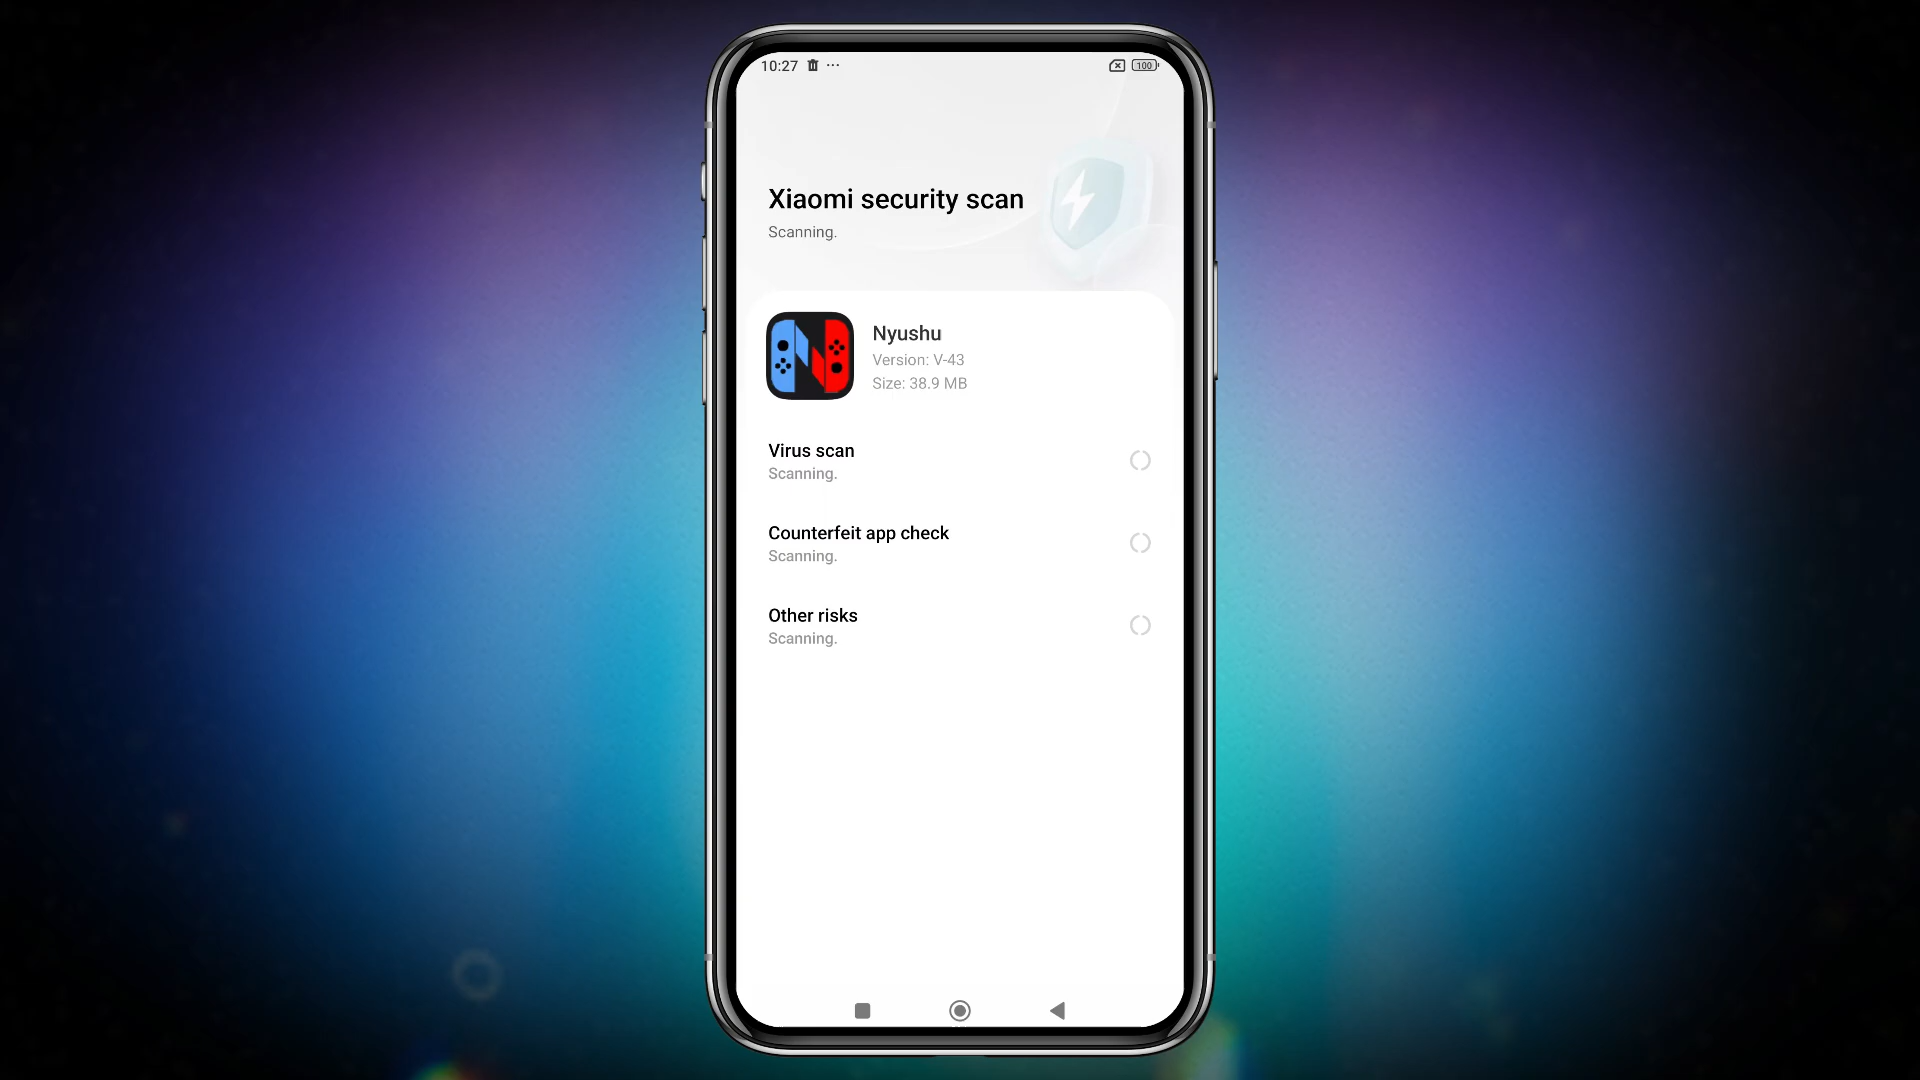 10:27
100
Xiaomi security scan
Scanning.
Nyushu
Version: V-43
Size: 38.9 MB
Virus scan
Scanning.
Counterfeit app check
Scanning.
Other risks
Scanning.